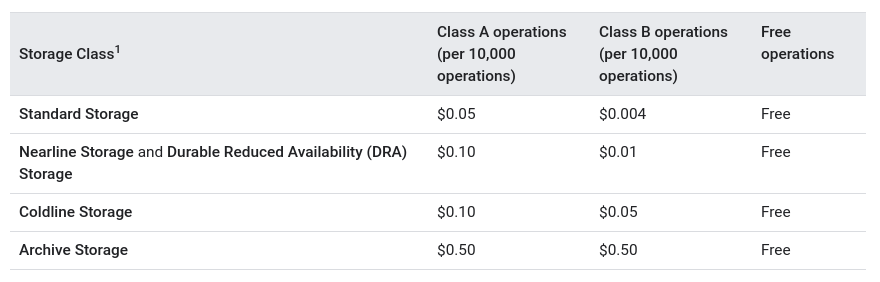 Storage Class1
Class A operations
(per 10,000
operations)
Class B operations
(per 10,000
operations)
Free
operations
Standard Storage
$0.05
$0.004
Free
Nearline Storage and Durable Reduced Availability (DRA)
Storage
$0.10
$0.01
Free
Coldline Storage
$0.10
$0.05
Free
Archive Storage
$0.50
$0.50
Free